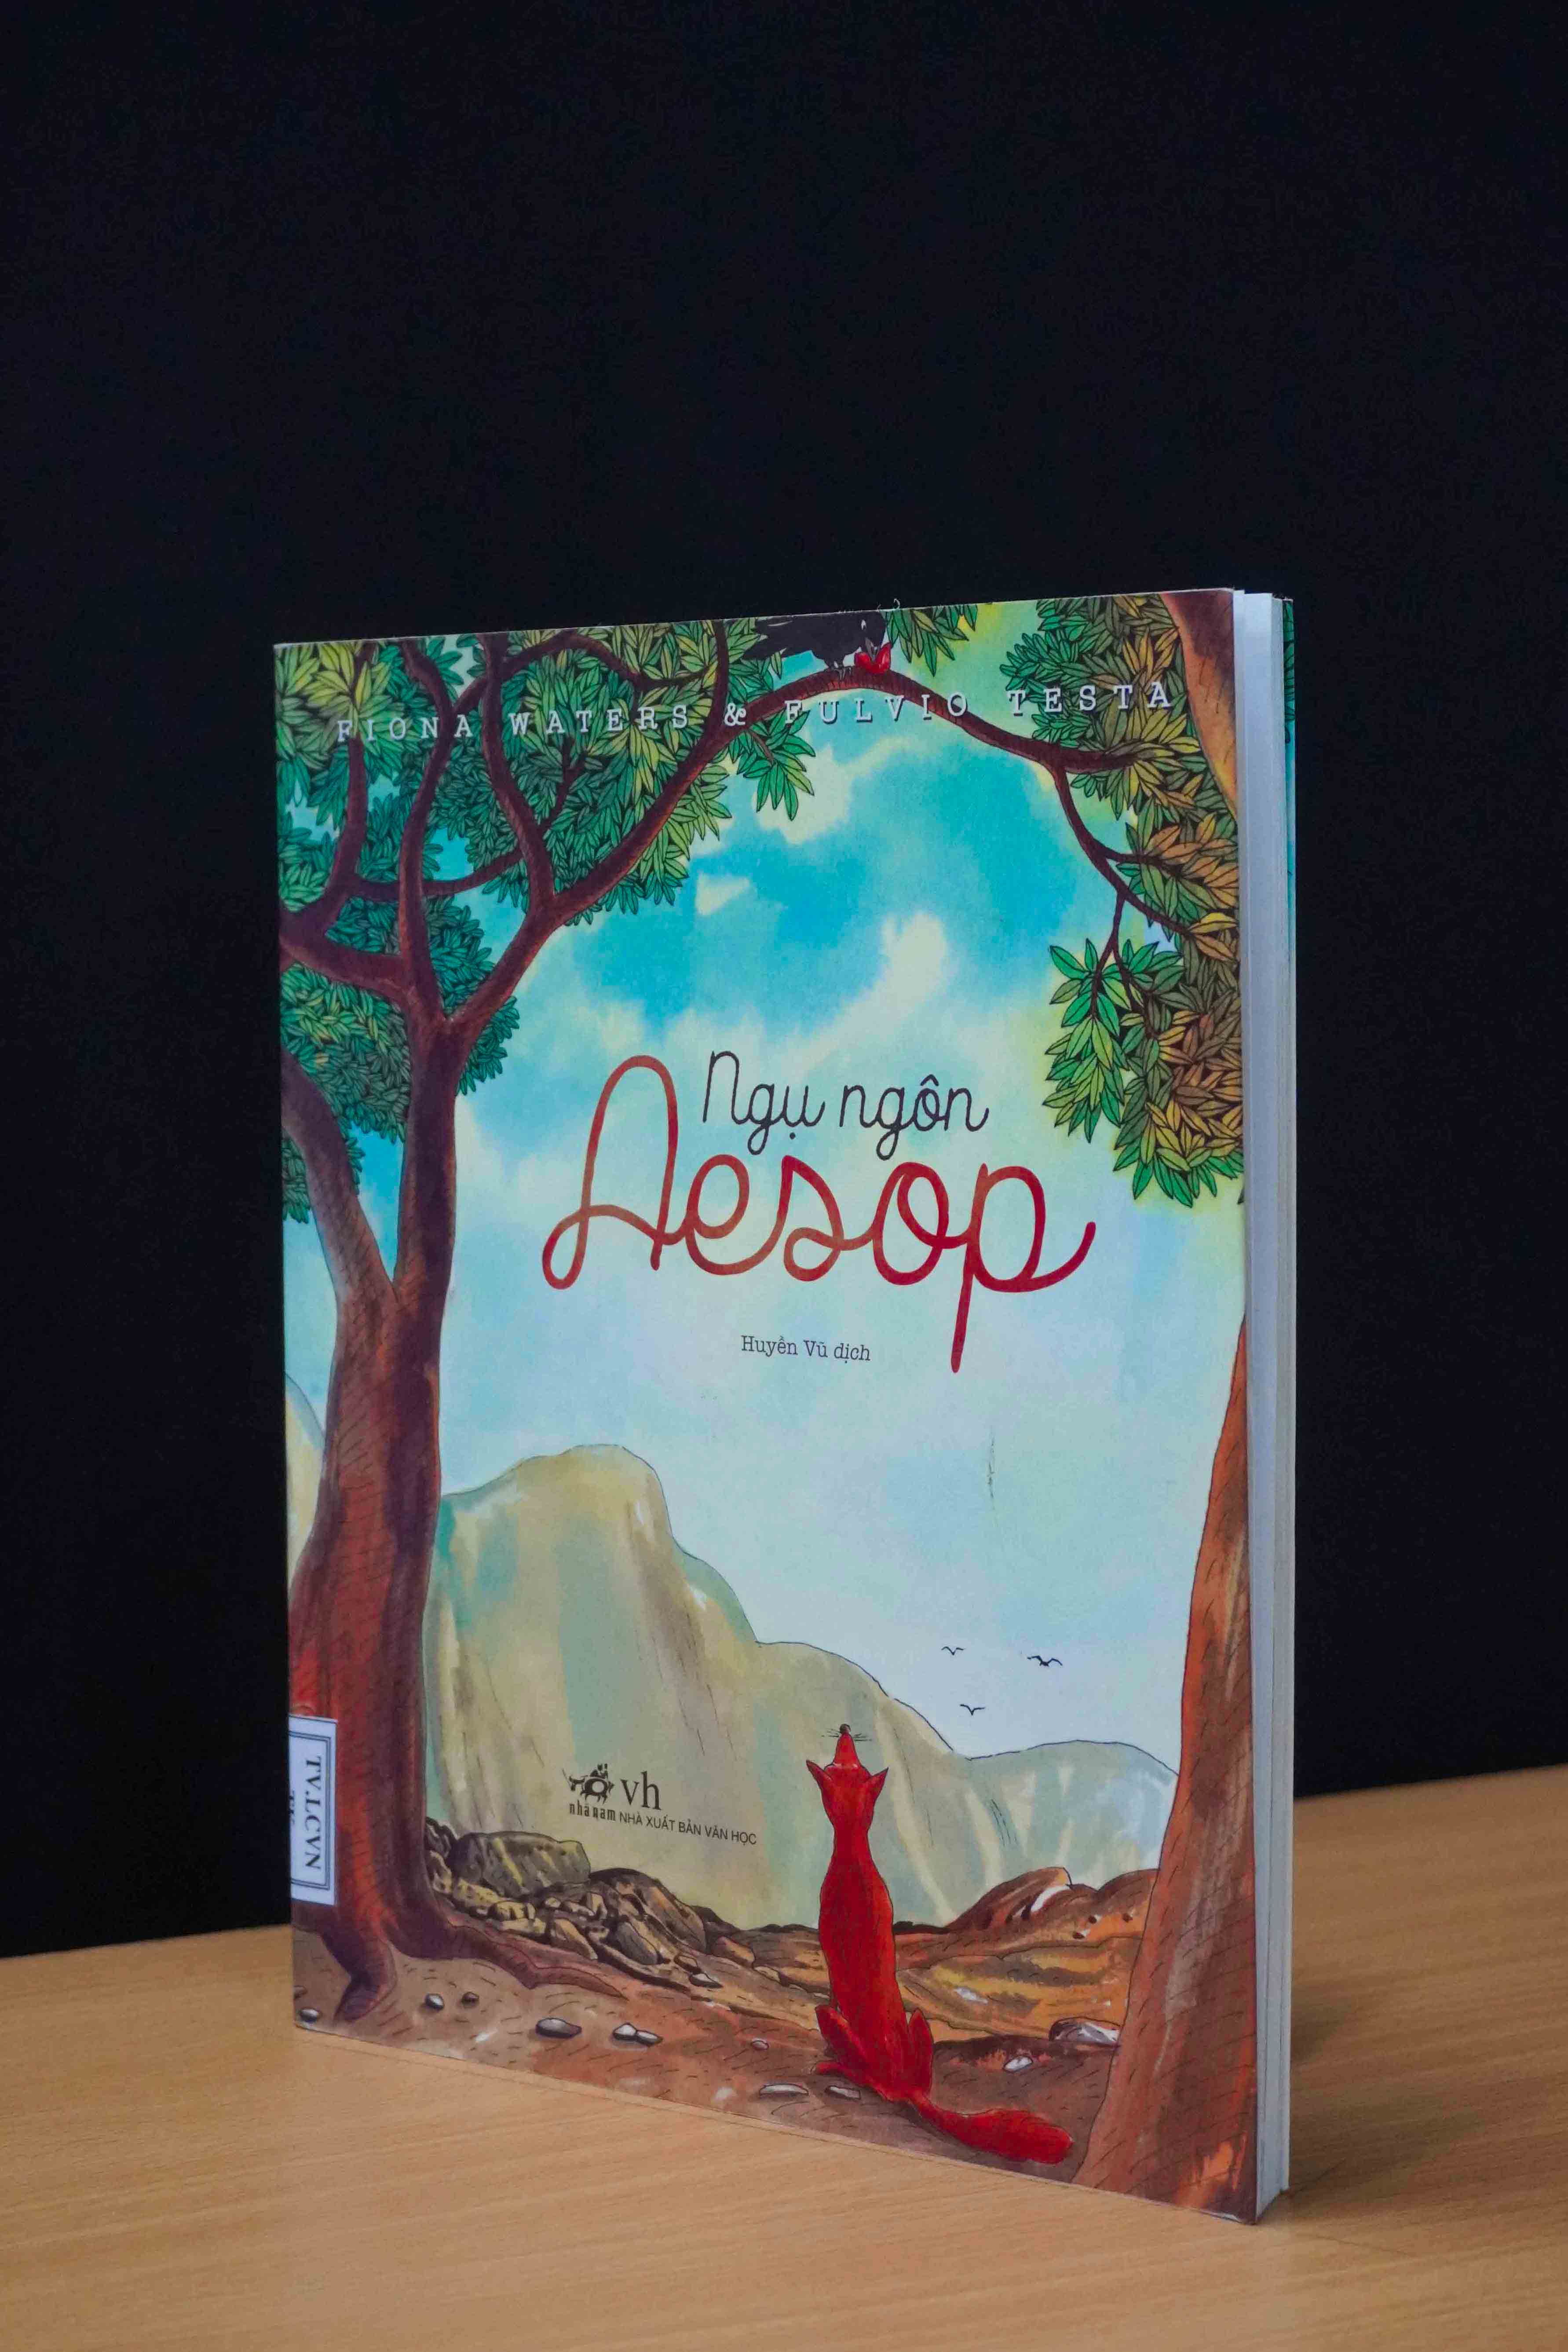 FIONA WATERS & FULVIO TESTA
Ngụ ngôn
Aesop
Huyền Vũ dịch
nhã nam
vh
NHÀ XUẤT BẢN VĂN HỌC
TV.LCVN